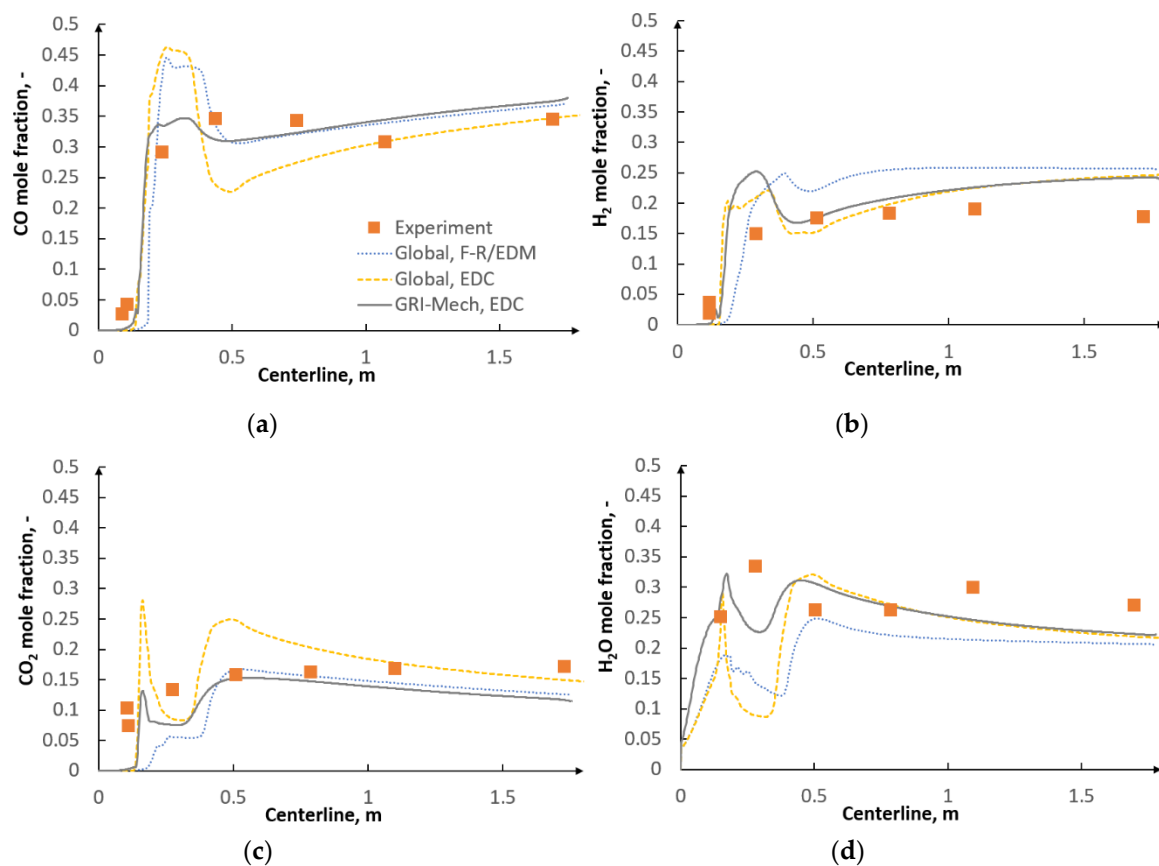 0.5
0.45
0.4
0.35
0.3
0.25
0.2
0.15
0.1
0.05
0
CO mole fraction, -
Experiment
Global, F-R/EDM
Global, EDC
GRI-Mech, EDC
0 0.5 1 1.5
Centerline, m
(a)
0.5
0.45
0.4
0.35
0.3
0.25
0.2
0.15
0.1
0.05
0
H₂ mole fraction, -
0 0.5 1 1.5
Centerline, m
(b)
0.5
0.45
0.4
0.35
0.3
0.25
0.2
0.15
0.1
0.05
0
CO₂ mole fraction, -
0 0.5 1 1.5
Centerline, m
(c)
0.5
0.45
0.4
0.35
0.3
0.25
0.2
0.15
0.1
0.05
0
H₂O mole fraction, -
0 0.5 1 1.5
Centerline, m
(d)